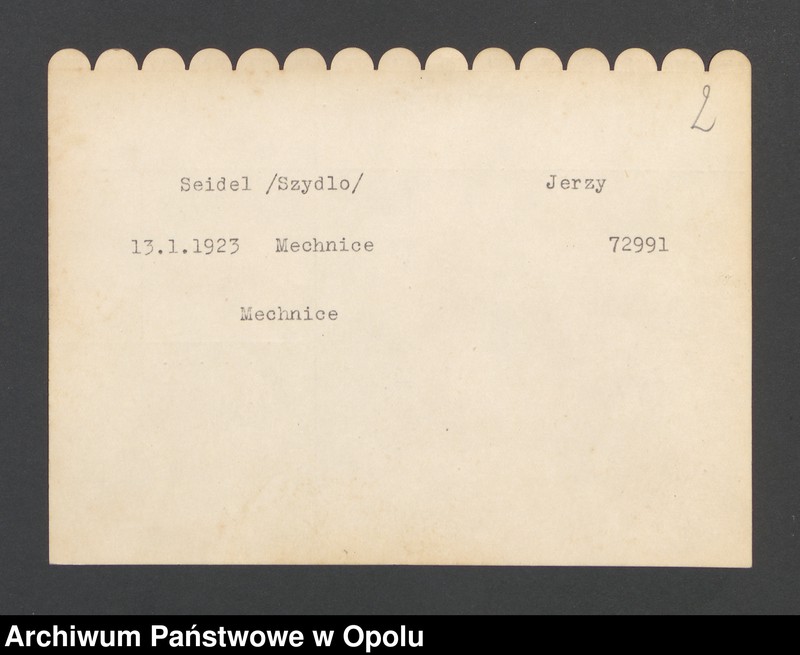 2
Seidel /Szydlo/ Jerzy
13.1.1923 Mechnice 72991
Mechnice
Archiwum Państwowe w Opolu